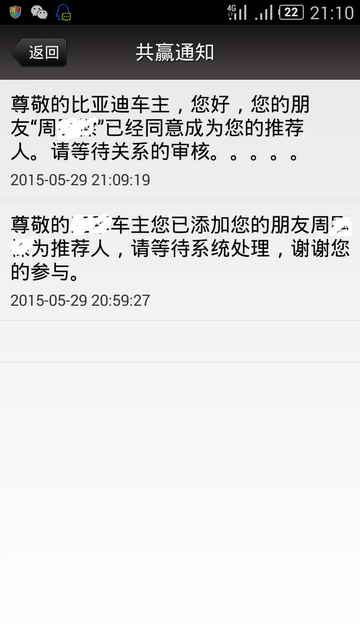 4G
22
21:10
返回
共赢通知
尊敬的比亚迪车主，您好，您的朋
友“周”已经同意成为您的推荐
人。请等待关系的审核。。。。。
2015-05-29 21:09:19
尊敬的车主您已添加您的朋友周
为推荐人，请等待系统处理，谢谢您
的参与。
2015-05-29 20:59:27